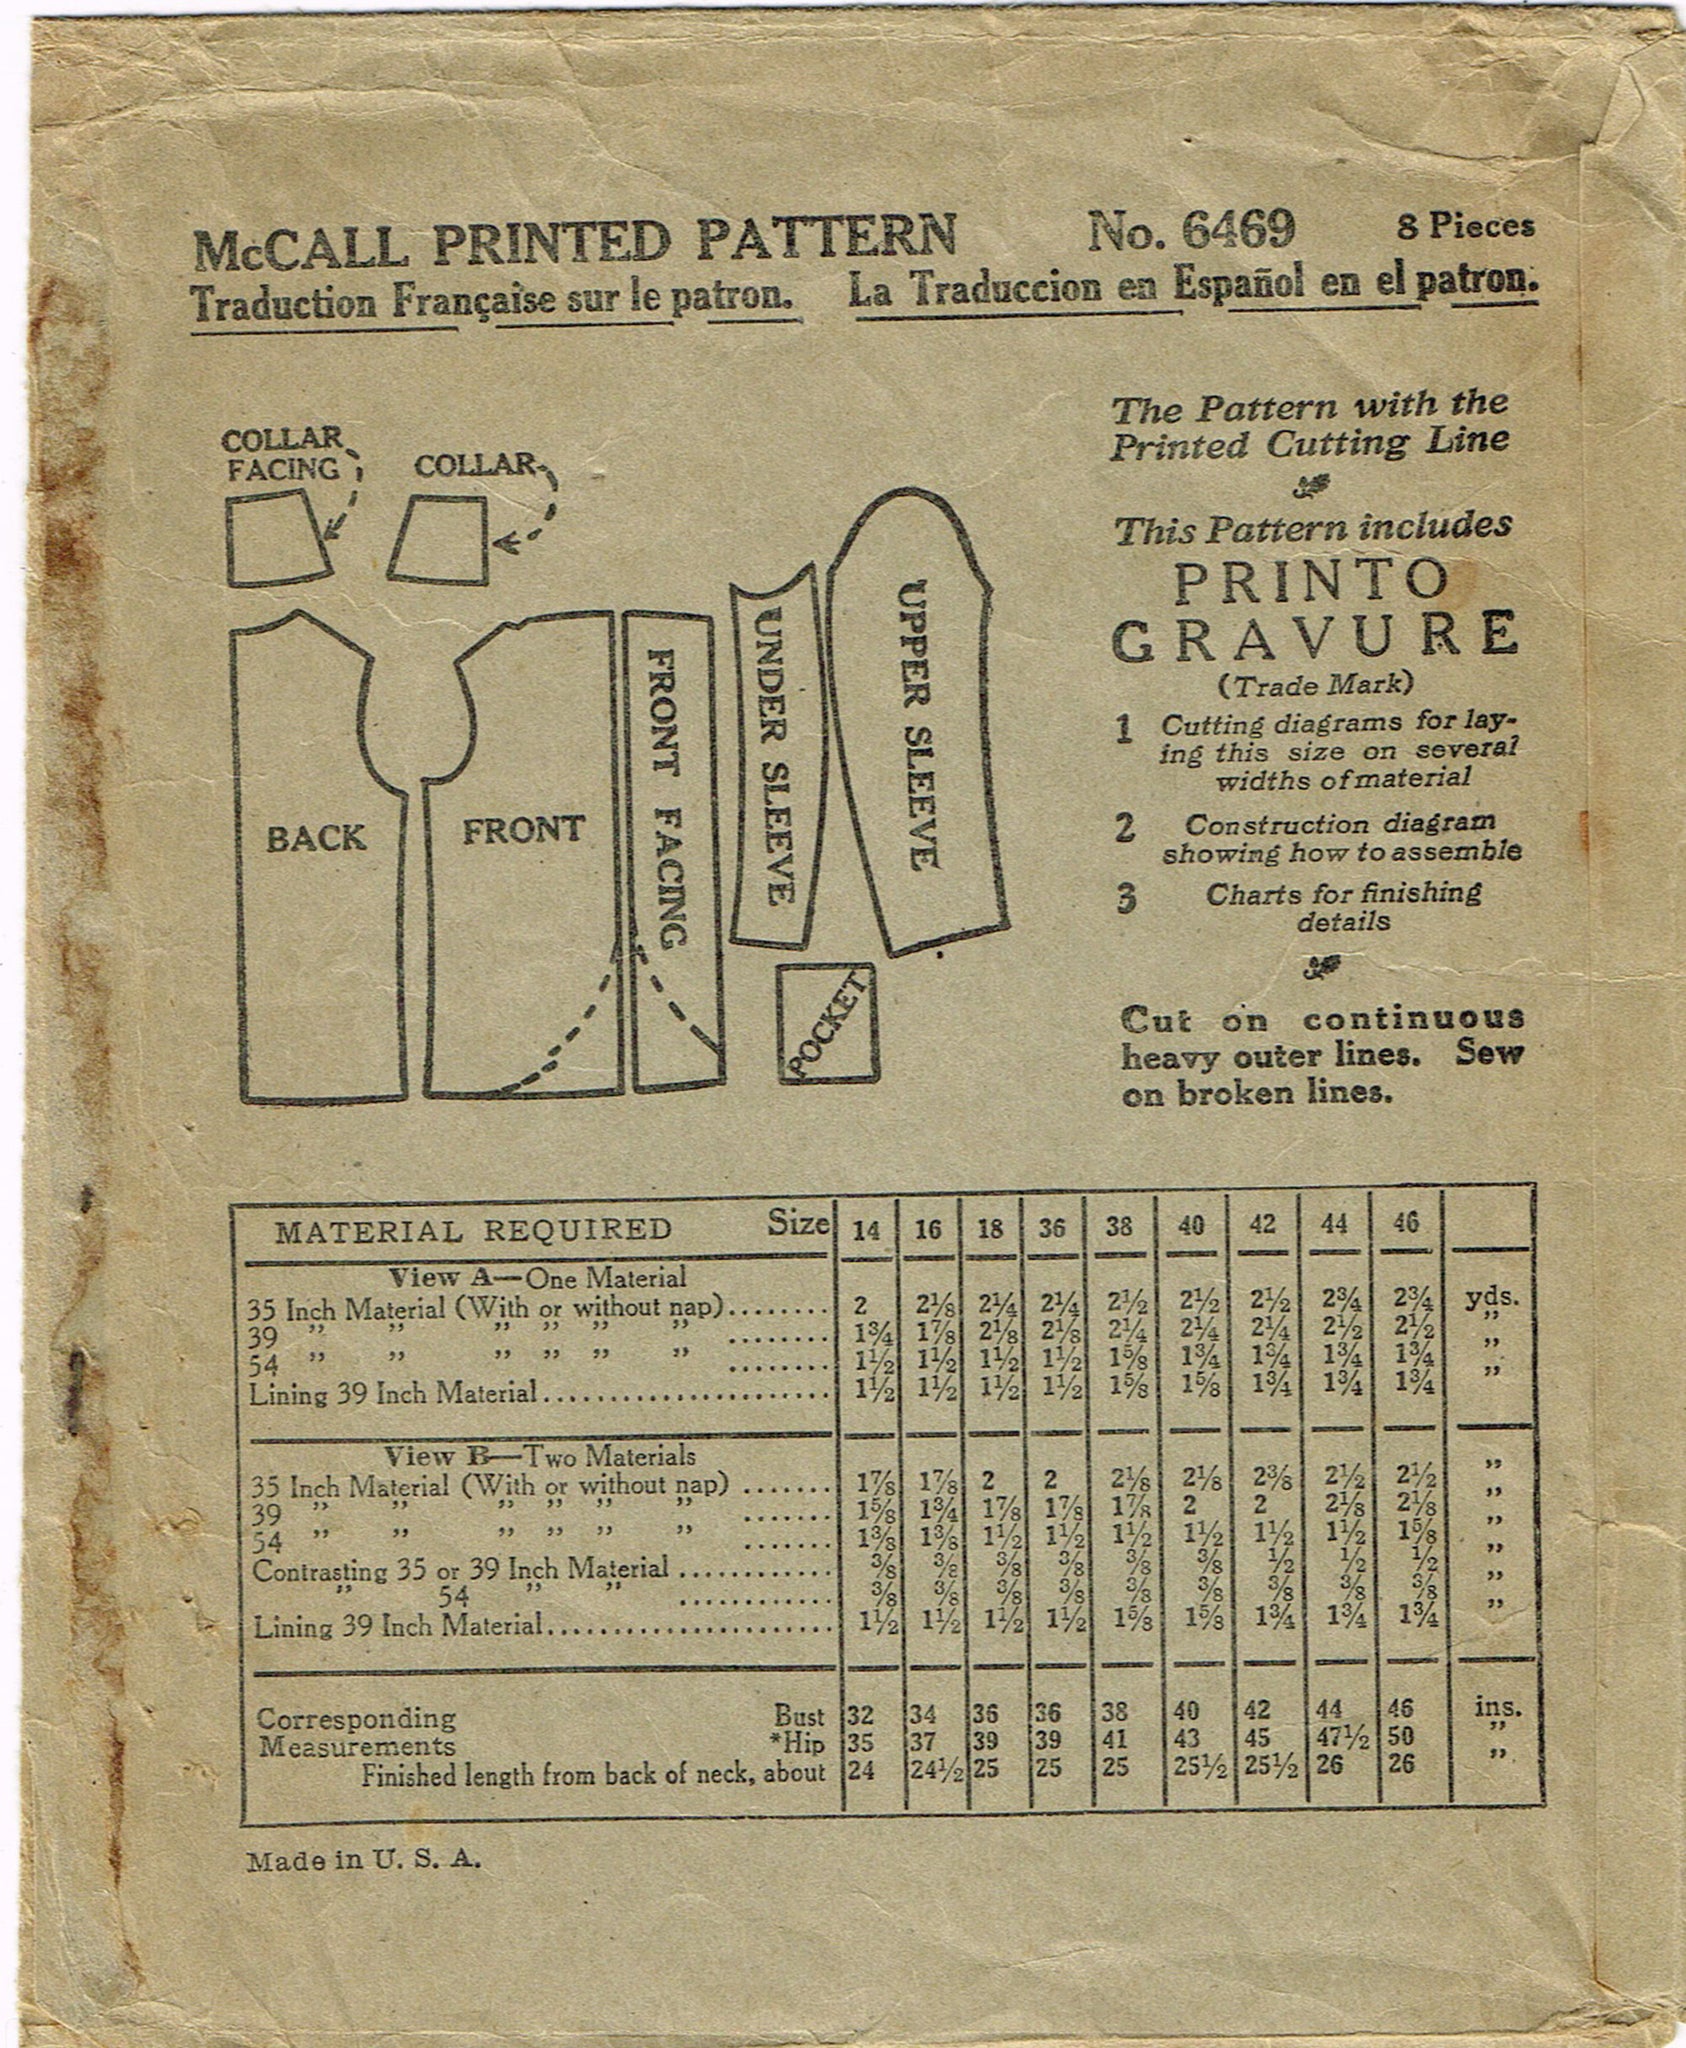 McCALL PRINTED PATTERN No. 6469 8 Pieces
Traduction Française sur le patron. La Traduccion en Español en el patron.
COLLAR
FACING
COLLAR
BACK
FRONT
FRONT FACING
UNDER SLEEVE
UPPER SLEEVE
POCKET
The Pattern with the
Printed Cutting Line
This Pattern includes
PRINTO
GRAVURE
(Trade Mark)
1 Cutting diagrams for lay-
ing this size on several
widths of material
2 Construction diagram
showing how to assemble
3 Charts for finishing
details
Cut on continuous
heavy outer lines. Sew
on broken lines.
MATERIAL REQUIRED Size 14 16 18 36 38 40 42 44 46
View A—One Material
35 Inch Material (With or without nap)........ 2 2⅛ 2¼ 2¼ 2½ 2½ 2½ 2¾ 2¾ yds.
39 ” ” ” ” ” ” ........ 1¾ 1⅞ 2⅛ 2⅛ 2¼ 2¼ 2¼ 2½ 2½ ”
54 ” ” ” ” ” ” ........ 1½ 1½ 1½ 1½ 1⅝ 1¾ 1¾ 1¾ 1¾ ”
Lining 39 Inch Material....................... 1½ 1½ 1½ 1½ 1⅝ 1⅝ 1¾ 1¾ 1¾ ”
View B—Two Materials
35 Inch Material (With or without nap) ....... 1⅞ 1⅞ 2 2 2⅛ 2⅛ 2⅜ 2½ 2½ ”
39 ” ” ” ” ” ” ....... 1⅝ 1¾ 1⅞ 1⅞ 1⅞ 2 2 2⅛ 2⅛ ”
54 ” ” ” ” ” ” ....... 1⅜ 1⅜ 1½ 1½ 1½ 1½ 1½ 1½ 1⅝ ”
Contrasting 35 or 39 Inch Material ............ ⅜ ⅜ ⅜ ⅜ ⅜ ⅜ ½ ½ ½ ”
” 54 ” ” ............ ⅜ ⅜ ⅜ ⅜ ⅜ ⅜ ⅜ ⅜ ⅜ ”
Lining 39 Inch Material....................... 1½ 1½ 1½ 1½ 1⅝ 1⅝ 1¾ 1¾ 1¾ ”
Corresponding Bust 32 34 36 36 38 40 42 44 46 ins.
Measurements *Hip 35 37 39 39 41 43 45 47½ 50 ”
Finished length from back of neck, about 24 24½ 25 25 25 25½ 25½ 26 26 ”
Made in U. S. A.